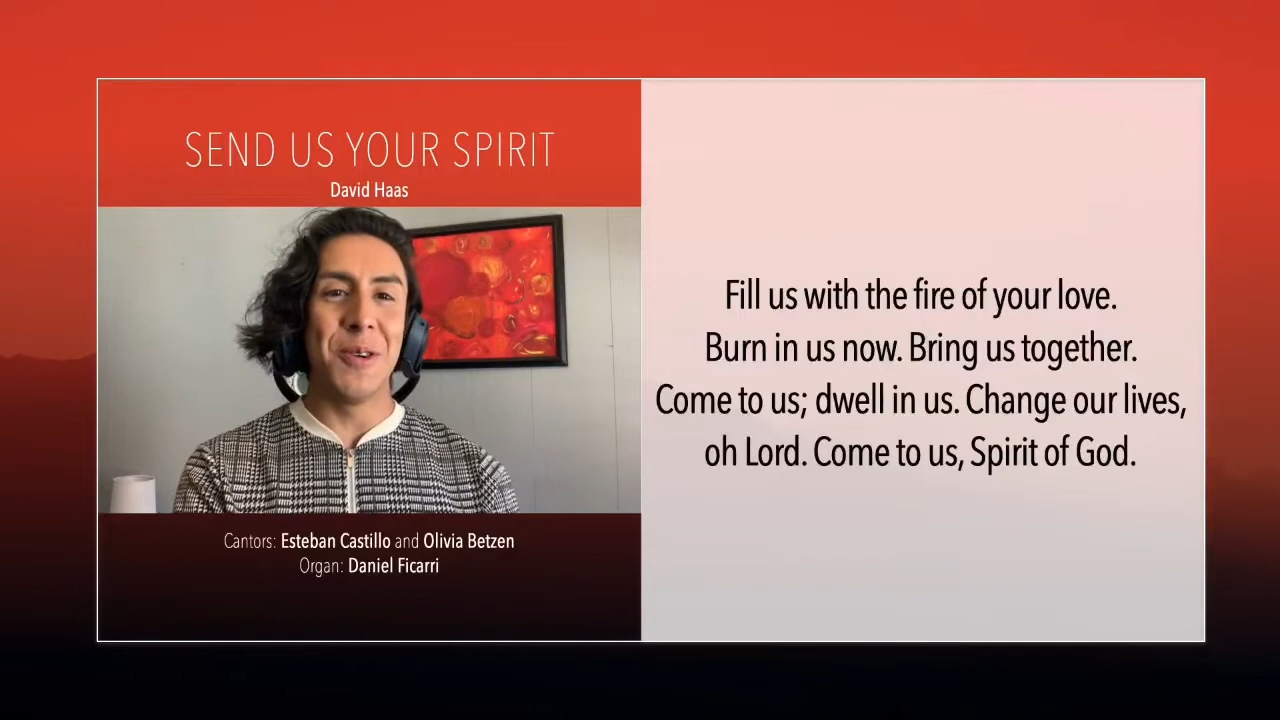 SEND US YOUR SPIRIT
David Haas
Cantors: Esteban Castillo and Olivia Betzen
Organ: Daniel Ficarri
Fill us with the fire of your love.
Burn in us now. Bring us together.
Come to us; dwell in us. Change our lives,
oh Lord. Come to us, Spirit of God.